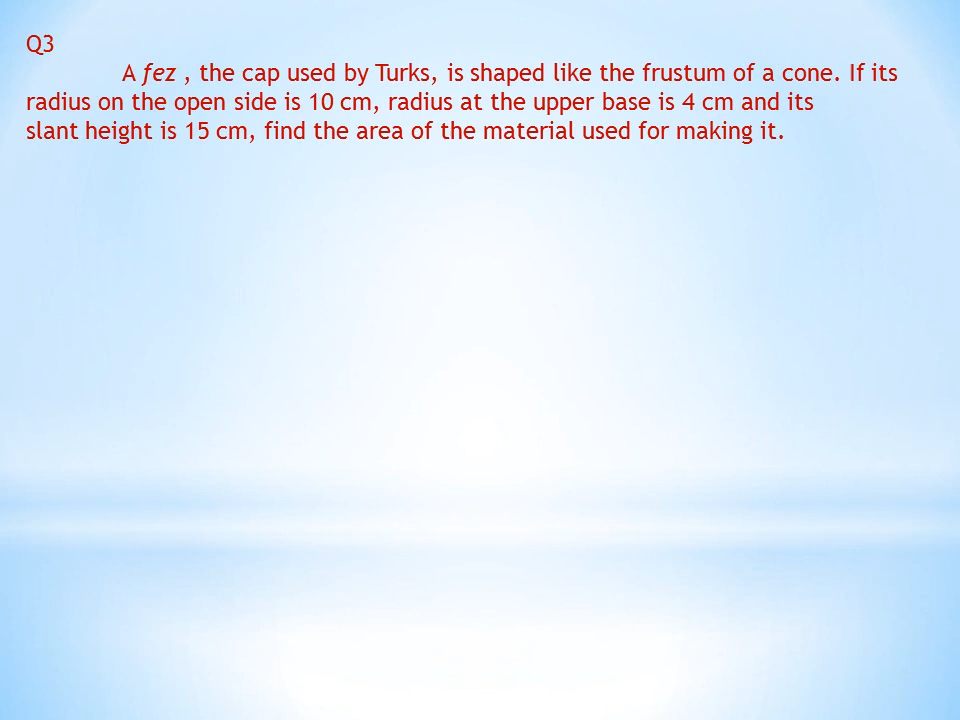 Q3
A fez , the cap used by Turks, is shaped like the frustum of a cone. If its
radius on the open side is 10 cm, radius at the upper base is 4 cm and its
slant height is 15 cm, find the area of the material used for making it.